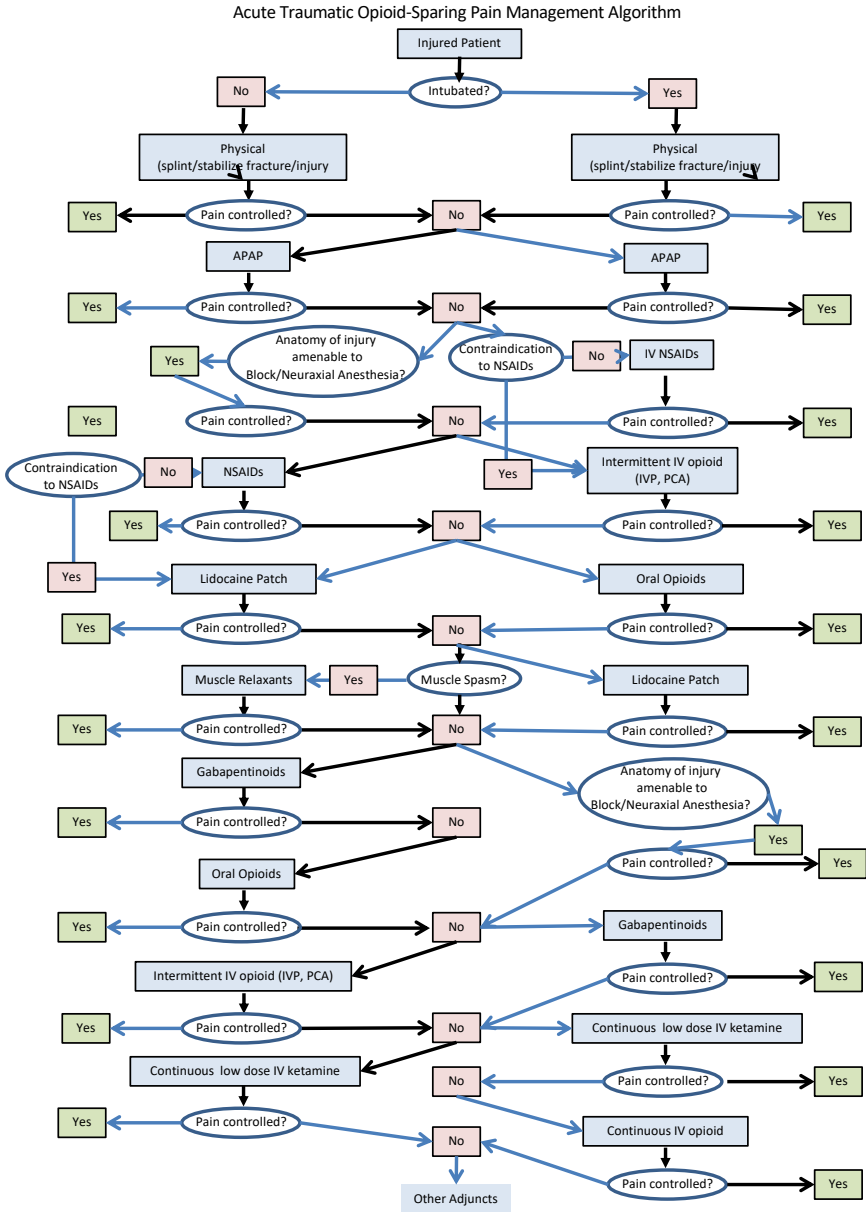 Acute Traumatic Opioid-Sparing Pain Management Algorithm
Injured Patient
No
Intubated?
Yes
Physical
(splint/stabilize fracture/injury
Physical
(splint/stabilize fracture/injury
Yes
Pain controlled?
No
Pain controlled?
Yes
APAP
APAP
Yes
Pain controlled?
No
Pain controlled?
Yes
Yes
Anatomy of injury
amenable to
Block/Neuraxial Anesthesia?
Contraindication
to NSAIDs
No
IV NSAIDs
Yes
Pain controlled?
No
Pain controlled?
Yes
Contraindication
to NSAIDs
No
NSAIDs
Yes
Intermittent IV opioid
(IVP, PCA)
Yes
Pain controlled?
No
Pain controlled?
Yes
Yes
Lidocaine Patch
Oral Opioids
Yes
Pain controlled?
No
Pain controlled?
Yes
Muscle Relaxants
Yes
Muscle Spasm?
Lidocaine Patch
Yes
Pain controlled?
No
Pain controlled?
Yes
Gabapentinoids
Anatomy of injury
amenable to
Block/Neuraxial Anesthesia?
Yes
Pain controlled?
No
Yes
Oral Opioids
Pain controlled?
Yes
Yes
Pain controlled?
No
Gabapentinoids
Intermittent IV opioid (IVP, PCA)
Pain controlled?
Yes
Yes
Pain controlled?
No
Continuous low dose IV ketamine
Continuous low dose IV ketamine
No
Pain controlled?
Yes
Yes
Pain controlled?
No
Continuous IV opioid
Other Adjuncts
Pain controlled?
Yes